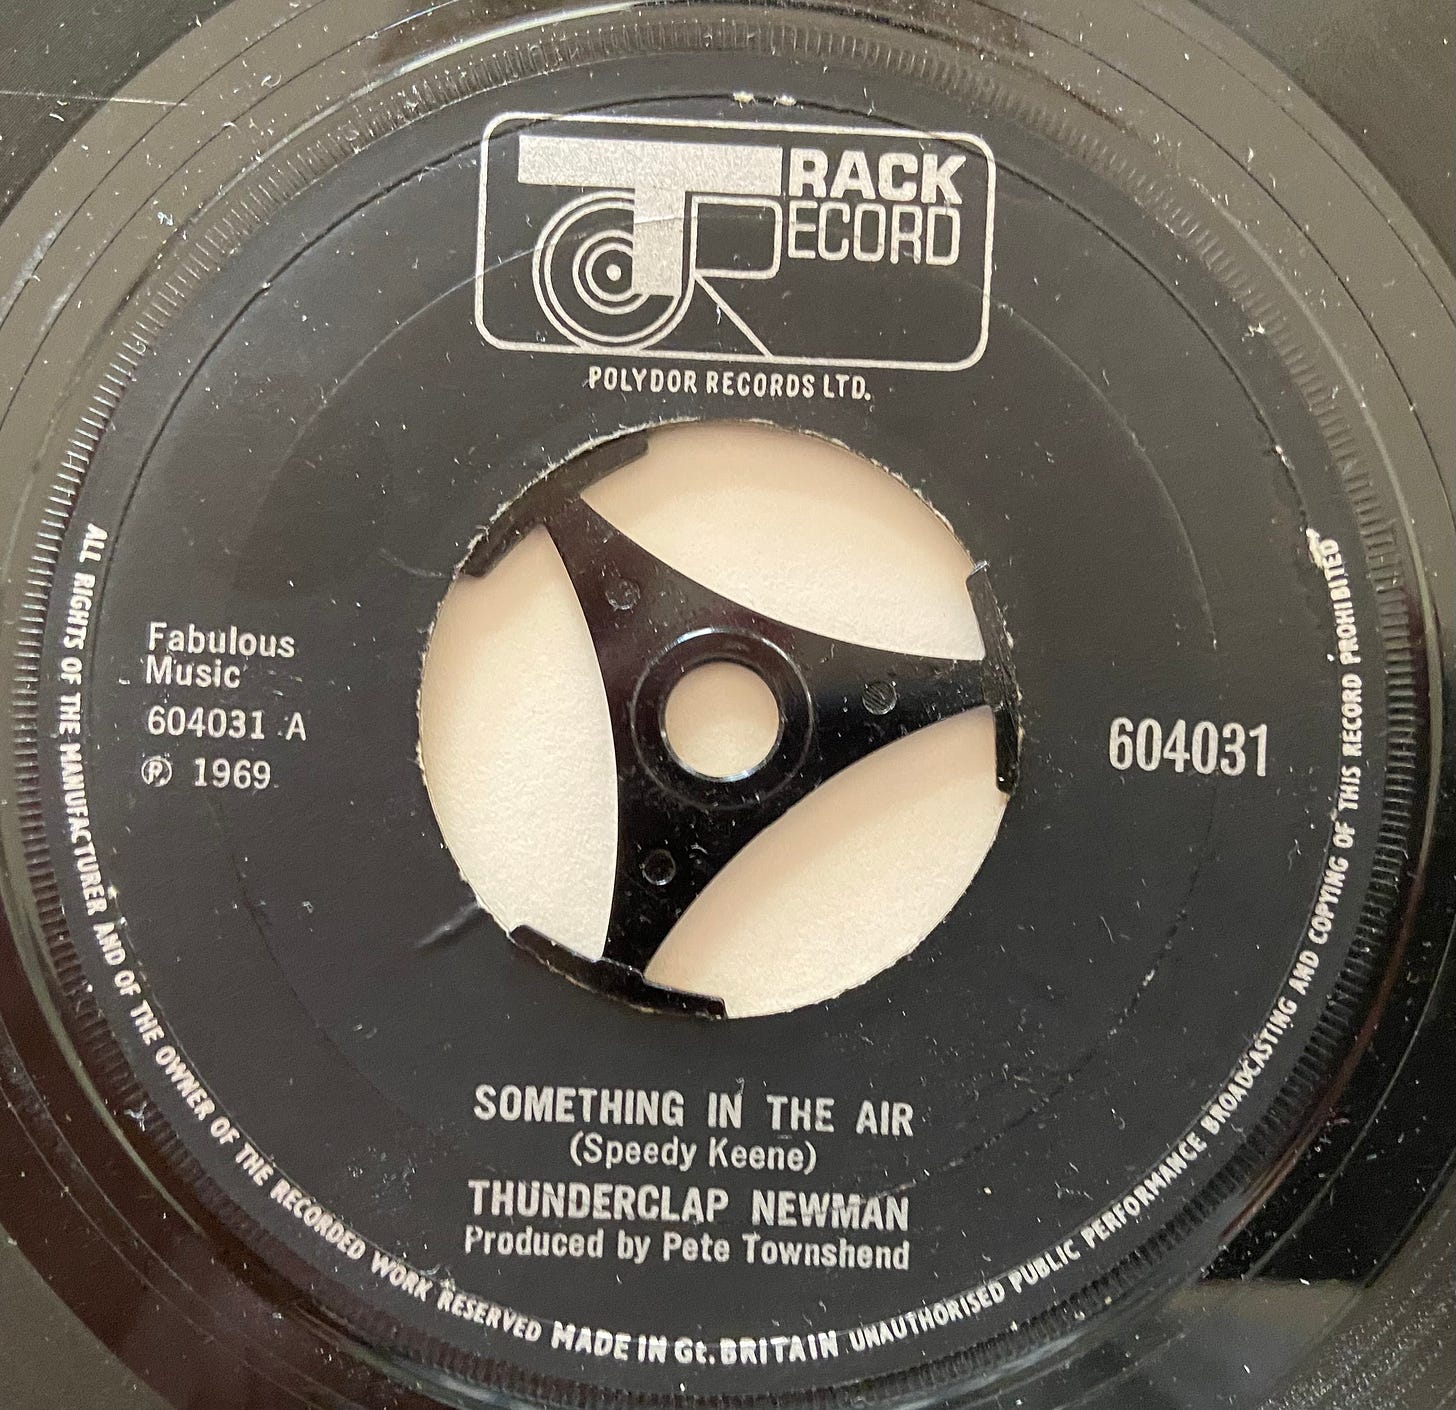 TRACK
RECORD
POLYDOR RECORDS LTD.
Fabulous
Music
604031 A
℗ 1969
604031
SOMETHING IN THE AIR
(Speedy Keene)
THUNDERCLAP NEWMAN
Produced by Pete Townshend
ALL RIGHTS OF THE MANUFACTURER AND OF THE OWNER OF THE RECORDED WORK RESERVED MADE IN Gt. BRITAIN UNAUTHORISED PUBLIC PERFORMANCE BROADCASTING AND COPYING OF THIS RECORD PROHIBITED